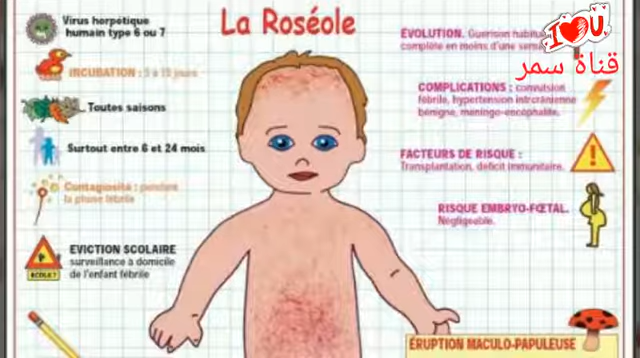 La Roséole
Virus herpétique
humain type 6 ou 7
INCUBATION : 5 à 15 jours
Toutes saisons
Surtout entre 6 et 24 mois
Contagiosité : pendant
la phase fébrile
EVICTION SCOLAIRE
surveillance à domicile
de l'enfant fébrile
ÉCOLE
ÉVOLUTION. Guérison
complète en moins d'une
I
U
قناة سمر
COMPLICATIONS : convulsion
fébrile, hypertension intracrânienne
bénigne, méningo-encéphalite.
FACTEURS DE RISQUE :
Transplantation, déficit immunitaire.
RISQUE EMBRYO-FŒTAL.
Négligeable.
ÉRUPTION MACULO-PAPULEUSE